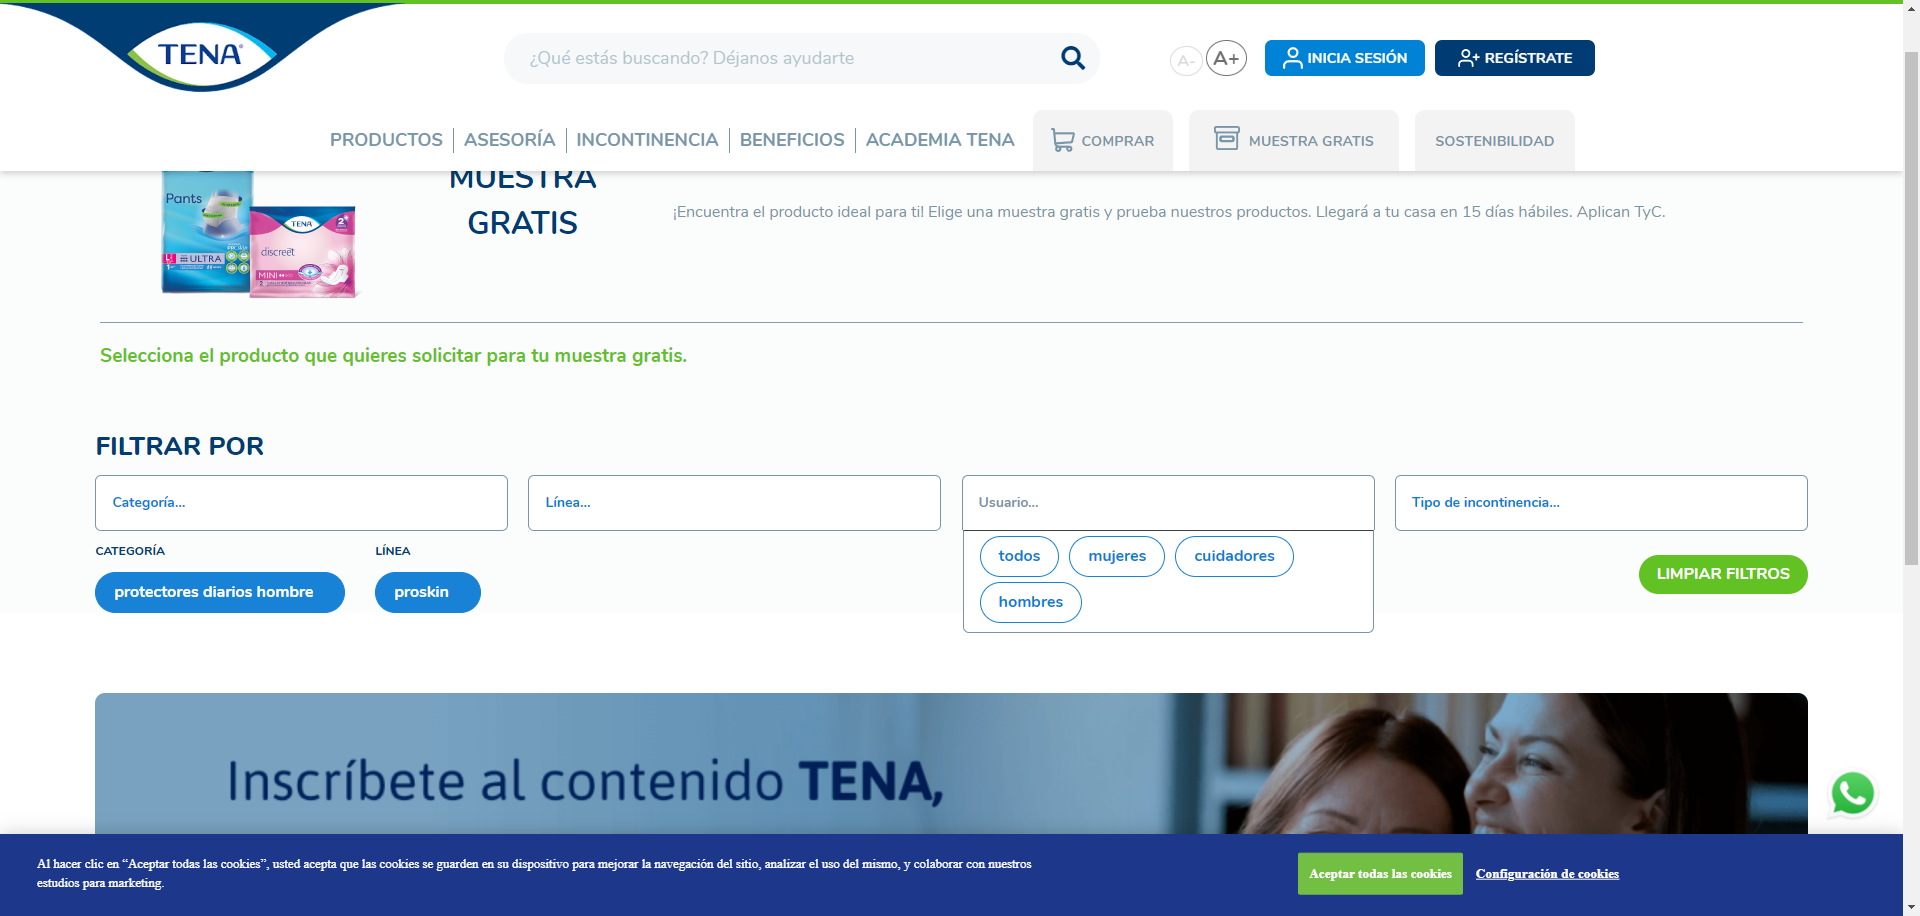 TENA
¿Qué estás buscando? Déjanos ayudarte
A-
A+
INICIA SESIÓN
REGÍSTRATE
PRODUCTOS
ASESORÍA
INCONTINENCIA
BENEFICIOS
ACADEMIA TENA
COMPRAR
MUESTRA GRATIS
SOSTENIBILIDAD
Pants
ULTRA
TENA
discreet
MINI
MUESTRA
GRATIS
¡Encuentra el producto ideal para ti! Elige una muestra gratis y prueba nuestros productos. Llegará a tu casa en 15 días hábiles. Aplican TyC.
Selecciona el producto que quieres solicitar para tu muestra gratis.
FILTRAR POR
Categoría...
Línea...
Usuario...
Tipo de incontinencia...
CATEGORÍA
LÍNEA
protectores diarios hombre
proskin
todos
mujeres
cuidadores
hombres
LIMPIAR FILTROS
Inscríbete al contenido TENA,
Al hacer clic en “Aceptar todas las cookies”, usted acepta que las cookies se guarden en su dispositivo para mejorar la navegación del sitio, analizar el uso del mismo, y colaborar con nuestros
estudios para marketing.
Aceptar todas las cookies
Configuración de cookies